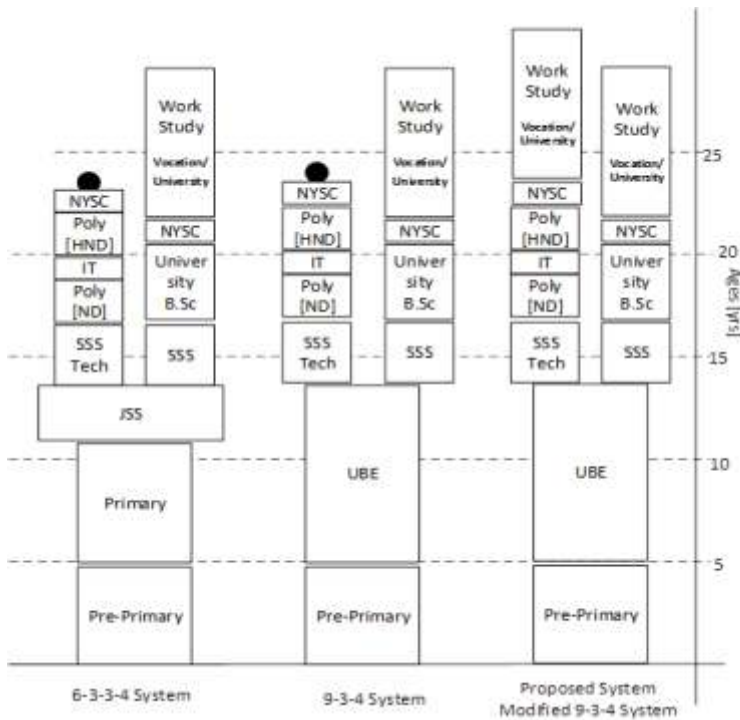 Work
Study
Vocation/
University
NYSC
Poly
[HND]
IT
Poly
[ND]
SSS
Tech
NYSC
Univer
sity
B.Sc
SSS
JSS
Primary
Pre-Primary
6-3-3-4 System
Work
Study
Vocation/
University
NYSC
Poly
[HND]
IT
Poly
[ND]
SSS
Tech
NYSC
Univer
sity
B.Sc
SSS
UBE
Pre-Primary
9-3-4 System
Work
Study
Vocation/
University
NYSC
Poly
[HND]
IT
Poly
[ND]
SSS
Tech
Work
Study
Vocation/
University
NYSC
Univer
sity
B.Sc
SSS
UBE
Pre-Primary
Proposed System
Modified 9-3-4 System
25
20
15
10
5
Ages [yrs]